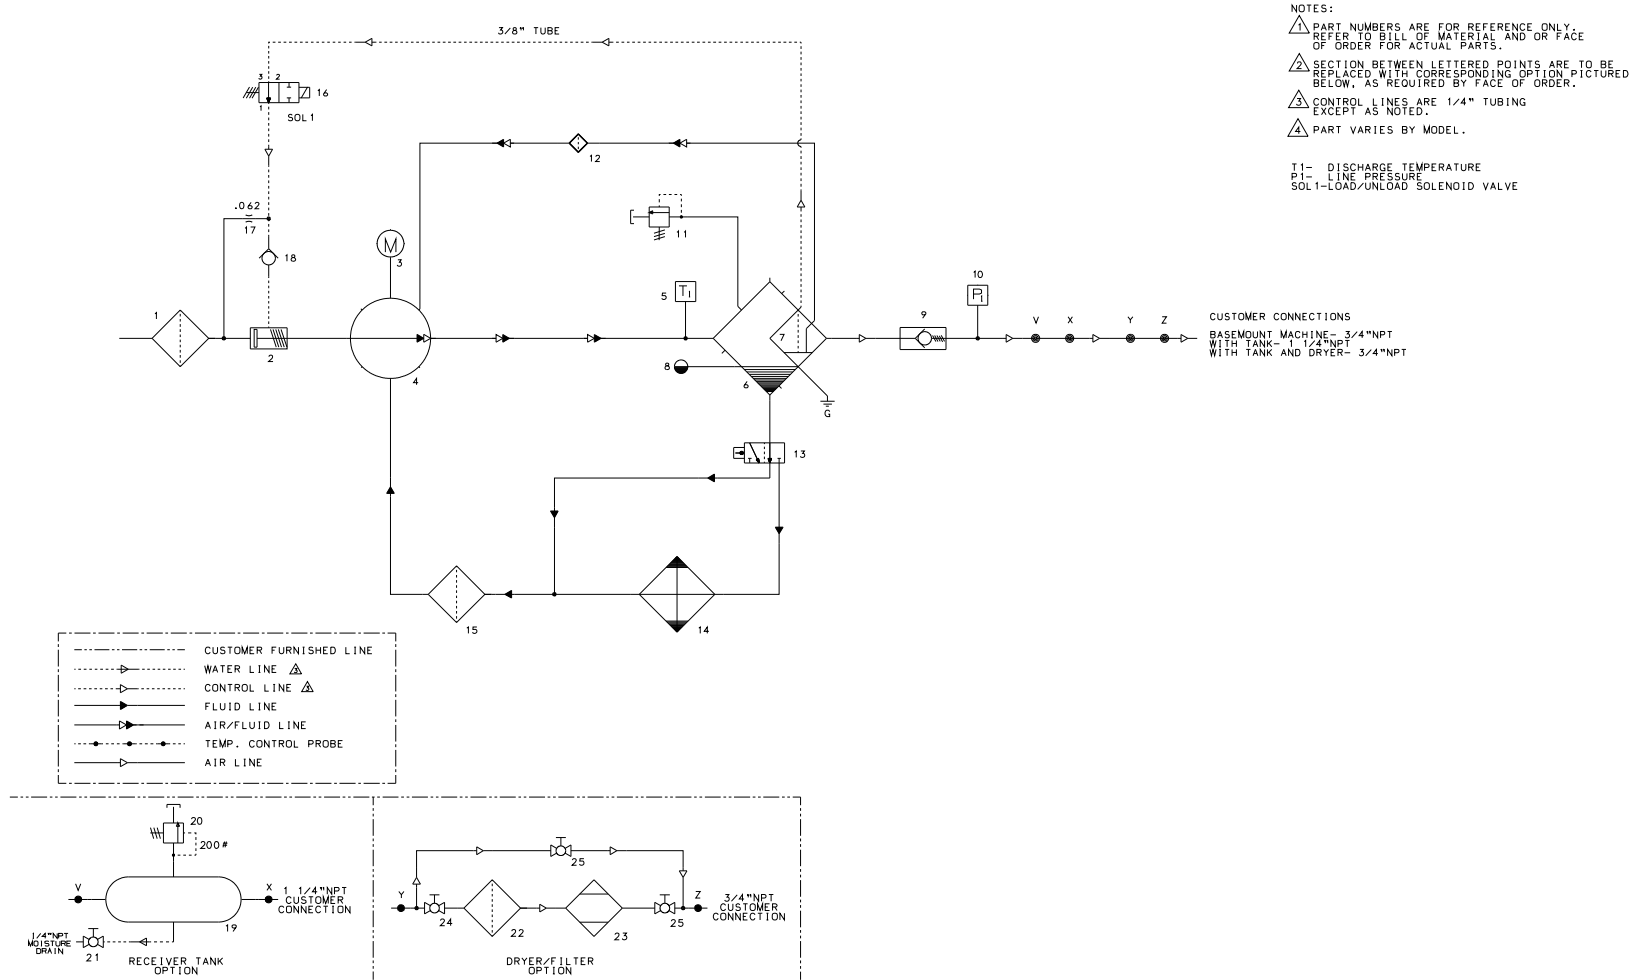 NOTES:
1 PART NUMBERS ARE FOR REFERENCE ONLY.
REFER TO BILL OF MATERIAL AND OR FACE
OF ORDER FOR ACTUAL PARTS.
2 SECTION BETWEEN LETTERED POINTS ARE TO BE
REPLACED WITH CORRESPONDING OPTION PICTURED
BELOW, AS REQUIRED BY FACE OF ORDER.
3 CONTROL LINES ARE 1/4" TUBING
EXCEPT AS NOTED.
4 PART VARIES BY MODEL.
T1- DISCHARGE TEMPERATURE
P1- LINE PRESSURE
SOL1-LOAD/UNLOAD SOLENOID VALVE
3/8" TUBE
3 2
16
1
SOL1
12
.062
17
11
M
3
18
10
P1
5
T1
1
9
V X Y Z
CUSTOMER CONNECTIONS
BASEMOUNT MACHINE- 3/4"NPT
WITH TANK- 1 1/4"NPT
WITH TANK AND DRYER- 3/4"NPT
2
7
8
4
6
G
13
15
14
CUSTOMER FURNISHED LINE
WATER LINE 3
CONTROL LINE 3
FLUID LINE
AIR/FLUID LINE
TEMP. CONTROL PROBE
AIR LINE
20
200#
V
X
1 1/4"NPT
CUSTOMER
CONNECTION
19
1/4"NPT
MOISTURE
DRAIN
21
RECEIVER TANK
OPTION
25
Y
Z
3/4"NPT
CUSTOMER
CONNECTION
24
22
23
25
DRYER/FILTER
OPTION